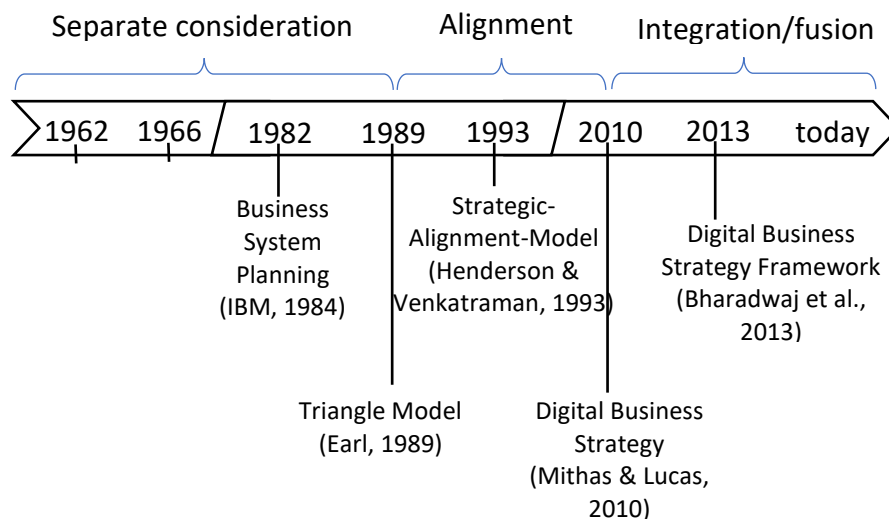 Separate consideration
Alignment
Integration/fusion
1962
1966
1982
1989
1993
2010
2013
today
Business
System
Planning
(IBM, 1984)
Strategic-
Alignment-Model
(Henderson &
Venkatraman, 1993)
Digital Business
Strategy Framework
(Bharadwaj et al.,
2013)
Triangle Model
(Earl, 1989)
Digital Business
Strategy
(Mithas & Lucas,
2010)